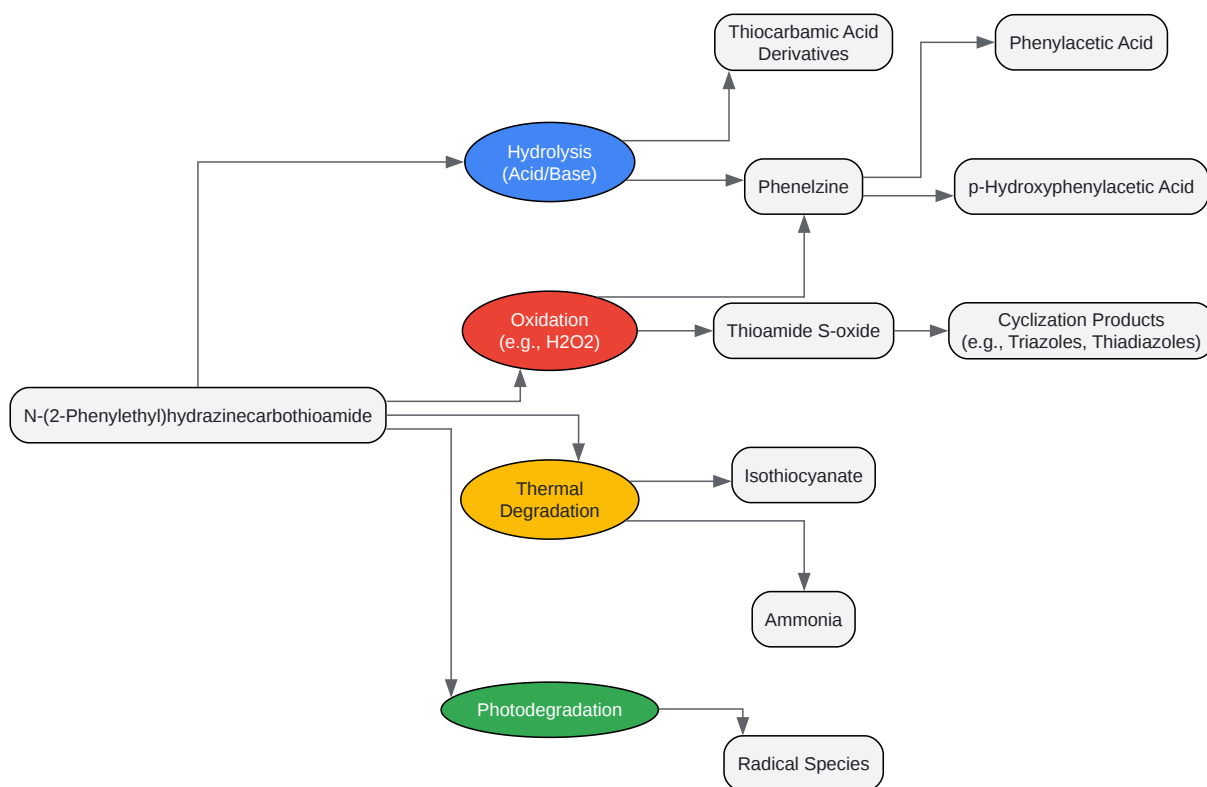 Thiocarbamic Acid
Derivatives
Phenylacetic Acid
Hydrolysis
(Acid/Base)
Phenelzine
p-Hydroxyphenylacetic Acid
Oxidation
(e.g., H2O2)
Thioamide S-oxide
Cyclization Products
(e.g., Triazoles, Thiadiazoles)
N-(2-Phenylethyl)hydrazinecarbothioamide
Thermal
Degradation
Isothiocyanate
Ammonia
Photodegradation
Radical Species